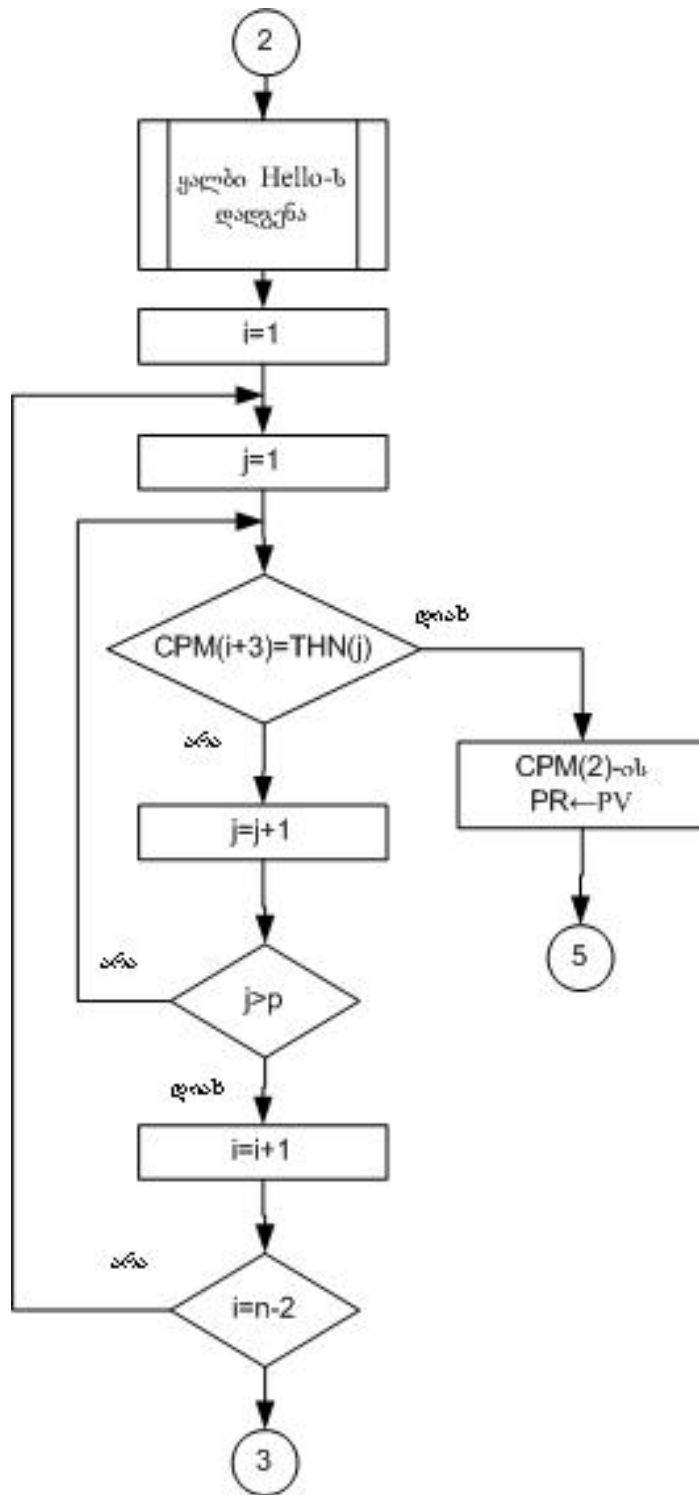 2
ყალბი Hello-ს
დადგენა
i=1
j=1
CPM(i+3)=THN(j)
დიახ
არა
CPM(2)-ის
PR←PV
j=j+1
5
არა
j>p
დიახ
i=i+1
არა
i=n-2
3